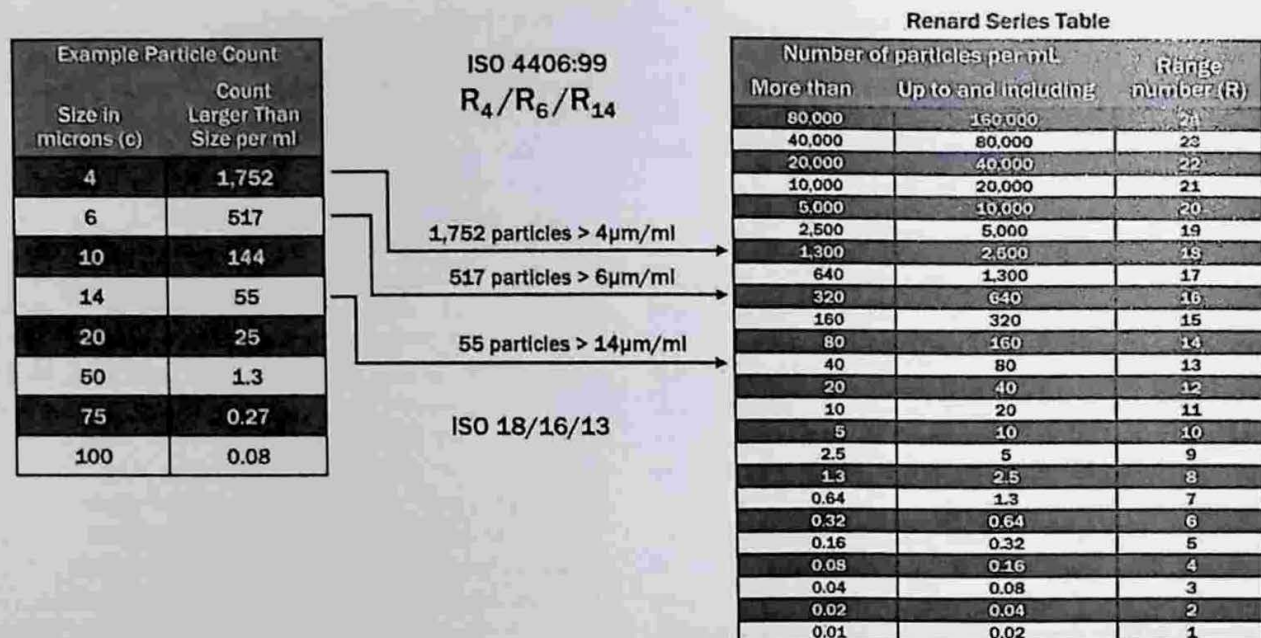 Example Particle Count
Size in microns (c) Count Larger Than Size per ml
4 1,752
6 517
10 144
14 55
20 25
50 1.3
75 0.27
100 0.08
ISO 4406:99
R4/R6/R14
1,752 particles > 4µm/ml
517 particles > 6µm/ml
55 particles > 14µm/ml
ISO 18/16/13
Renard Series Table
Number of particles per mL Range number (R)
More than Up to and including
80,000 160,000 24
40,000 80,000 23
20,000 40,000 22
10,000 20,000 21
5,000 10,000 20
2,500 5,000 19
1,300 2,500 18
640 1,300 17
320 640 16
160 320 15
80 160 14
40 80 13
20 40 12
10 20 11
5 10 10
2.5 5 9
1.3 2.5 8
0.64 1.3 7
0.32 0.64 6
0.16 0.32 5
0.08 0.16 4
0.04 0.08 3
0.02 0.04 2
0.01 0.02 1